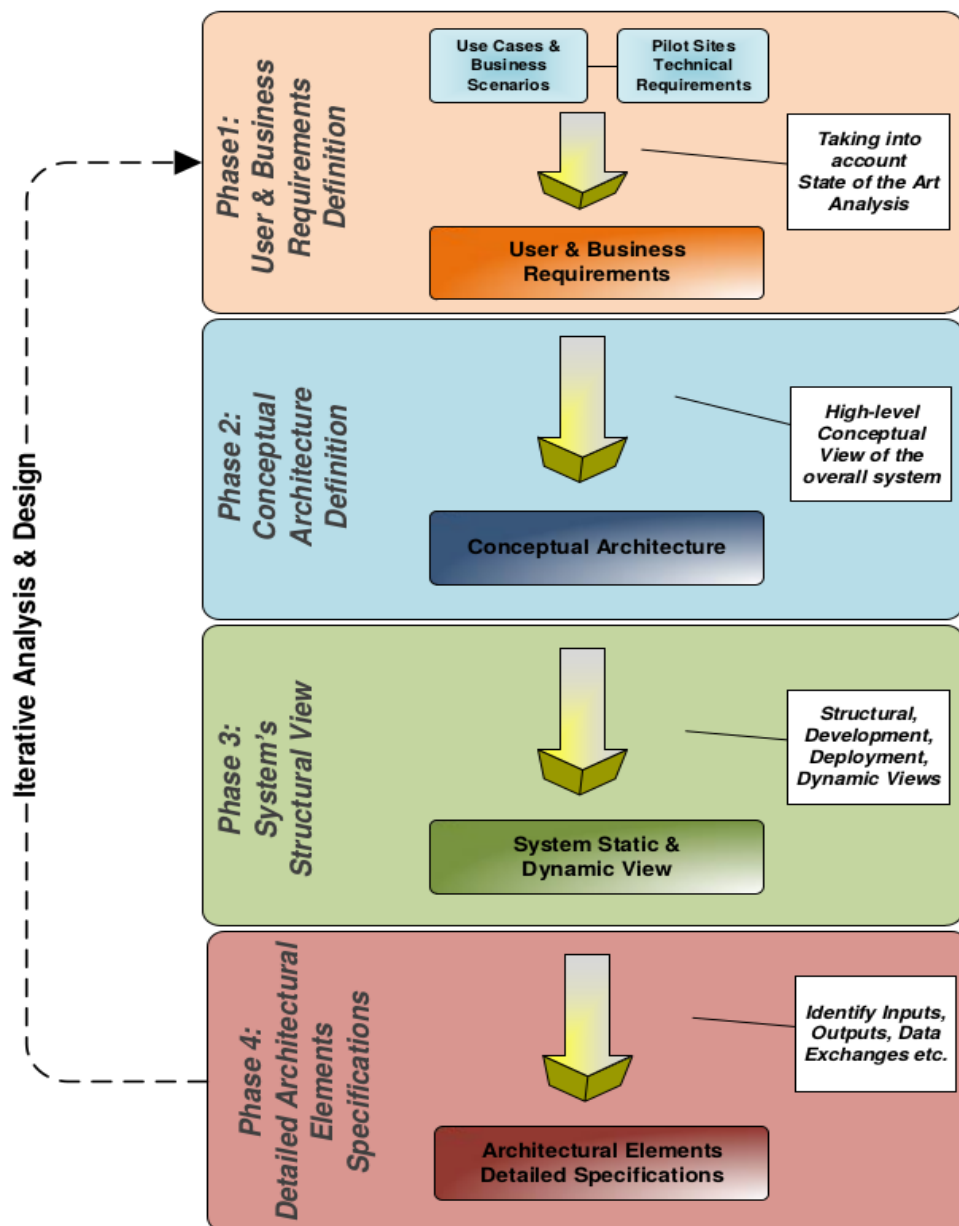 Iterative Analysis & Design
Phase1:
User & Business
Requirements
Definition
Use Cases &
Business
Scenarios
Pilot Sites
Technical
Requirements
Taking into
account
State of the Art
Analysis
User & Business
Requirements
Phase 2:
Conceptual
Architecture
Definition
High-level
Conceptual
View of the
overall system
Conceptual Architecture
Phase 3:
System's
Structural View
Structural,
Development,
Deployment,
Dynamic Views
System Static &
Dynamic View
Phase 4:
Detailed Architectural
Elements
Specifications
Identify Inputs,
Outputs, Data
Exchanges etc.
Architectural Elements
Detailed Specifications